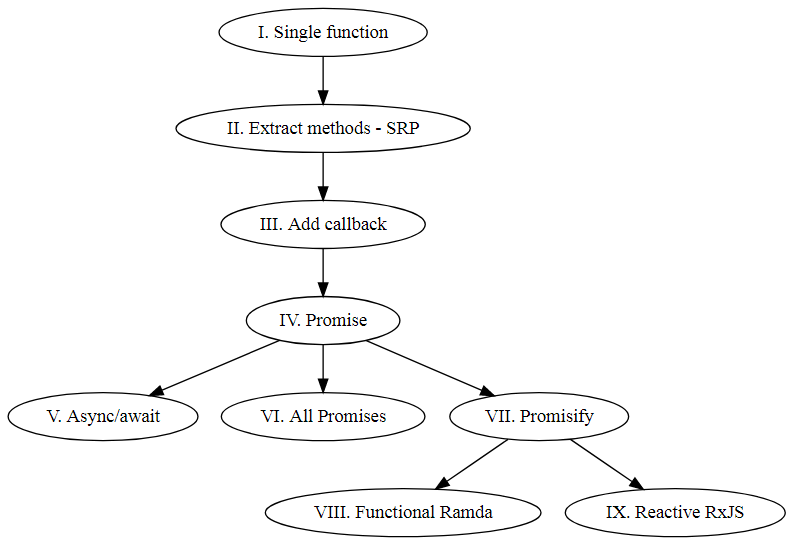 I. Single function
II. Extract methods - SRP
III. Add callback
IV. Promise
V. Async/await
VI. All Promises
VII. Promisify
VIII. Functional Ramda
IX. Reactive RxJS